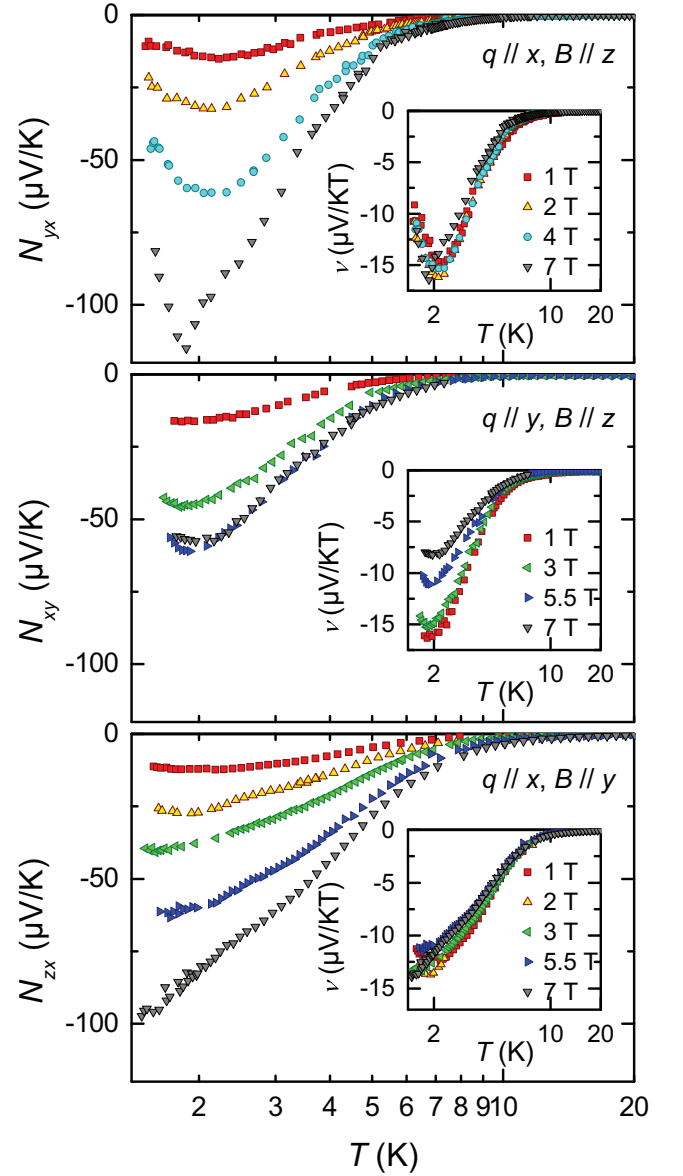 0
-50
-100
N_yx (μV/K)
q // x, B // z
0
-5
-10
-15
ν (μV/KT)
1 T
2 T
4 T
7 T
2 10 20
T (K)
0
-50
-100
N_xy (μV/K)
q // y, B // z
0
-5
-10
-15
ν (μV/KT)
1 T
3 T
5.5 T
7 T
2 10 20
T (K)
0
-50
-100
N_zx (μV/K)
q // x, B // y
0
-5
-10
-15
ν (μV/KT)
1 T
2 T
3 T
5.5 T
7 T
2 10 20
T (K)
2 3 4 5 6 7 8 9 10 20
T (K)